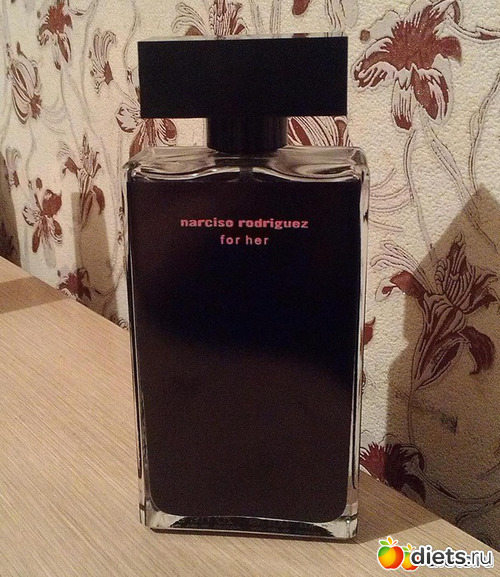 narciso rodriguez
for her
diets.ru